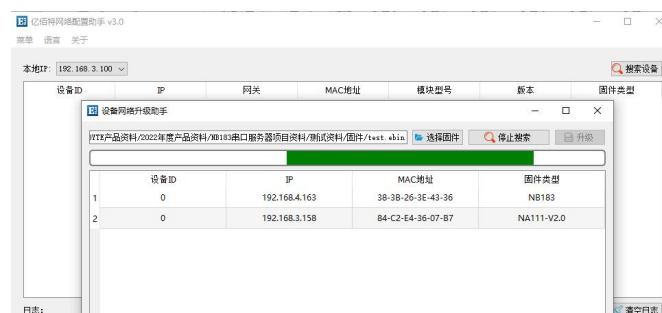 亿佰特网络配置助手 v3.0
菜单 语言 关于
本地IP: 192.168.3.100 搜索设备
设备ID IP 网关 MAC地址 模块型号 版本 固件类型
设备网络升级助手
产品资料/2022年度产品资料/NB183串口服务器项目资料/测试资料/固件/test.ebin 选择固件 停止搜索 升级
设备ID IP MAC地址 固件类型
1 0 192.168.4.163 38-3B-26-3E-43-36 NB183
2 0 192.168.3.158 84-C2-E4-36-07-B7 NA111-V2.0
日志: 清空日志